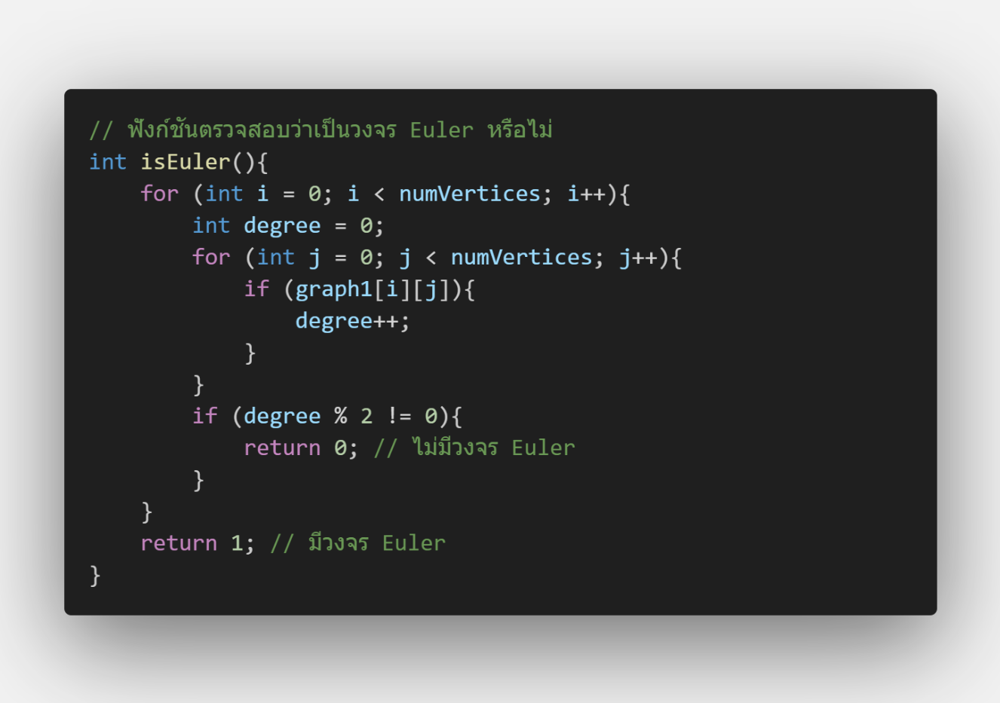 // ฟังก์ชันตรวจสอบว่าเป็นวงจร Euler หรือไม่
int isEuler(){
    for (int i = 0; i < numVertices; i++){
        int degree = 0;
        for (int j = 0; j < numVertices; j++){
            if (graph1[i][j]){
                degree++;
            }
        }
        if (degree % 2 != 0){
            return 0; // ไม่มีวงจร Euler
        }
    }
    return 1; // มีวงจร Euler
}